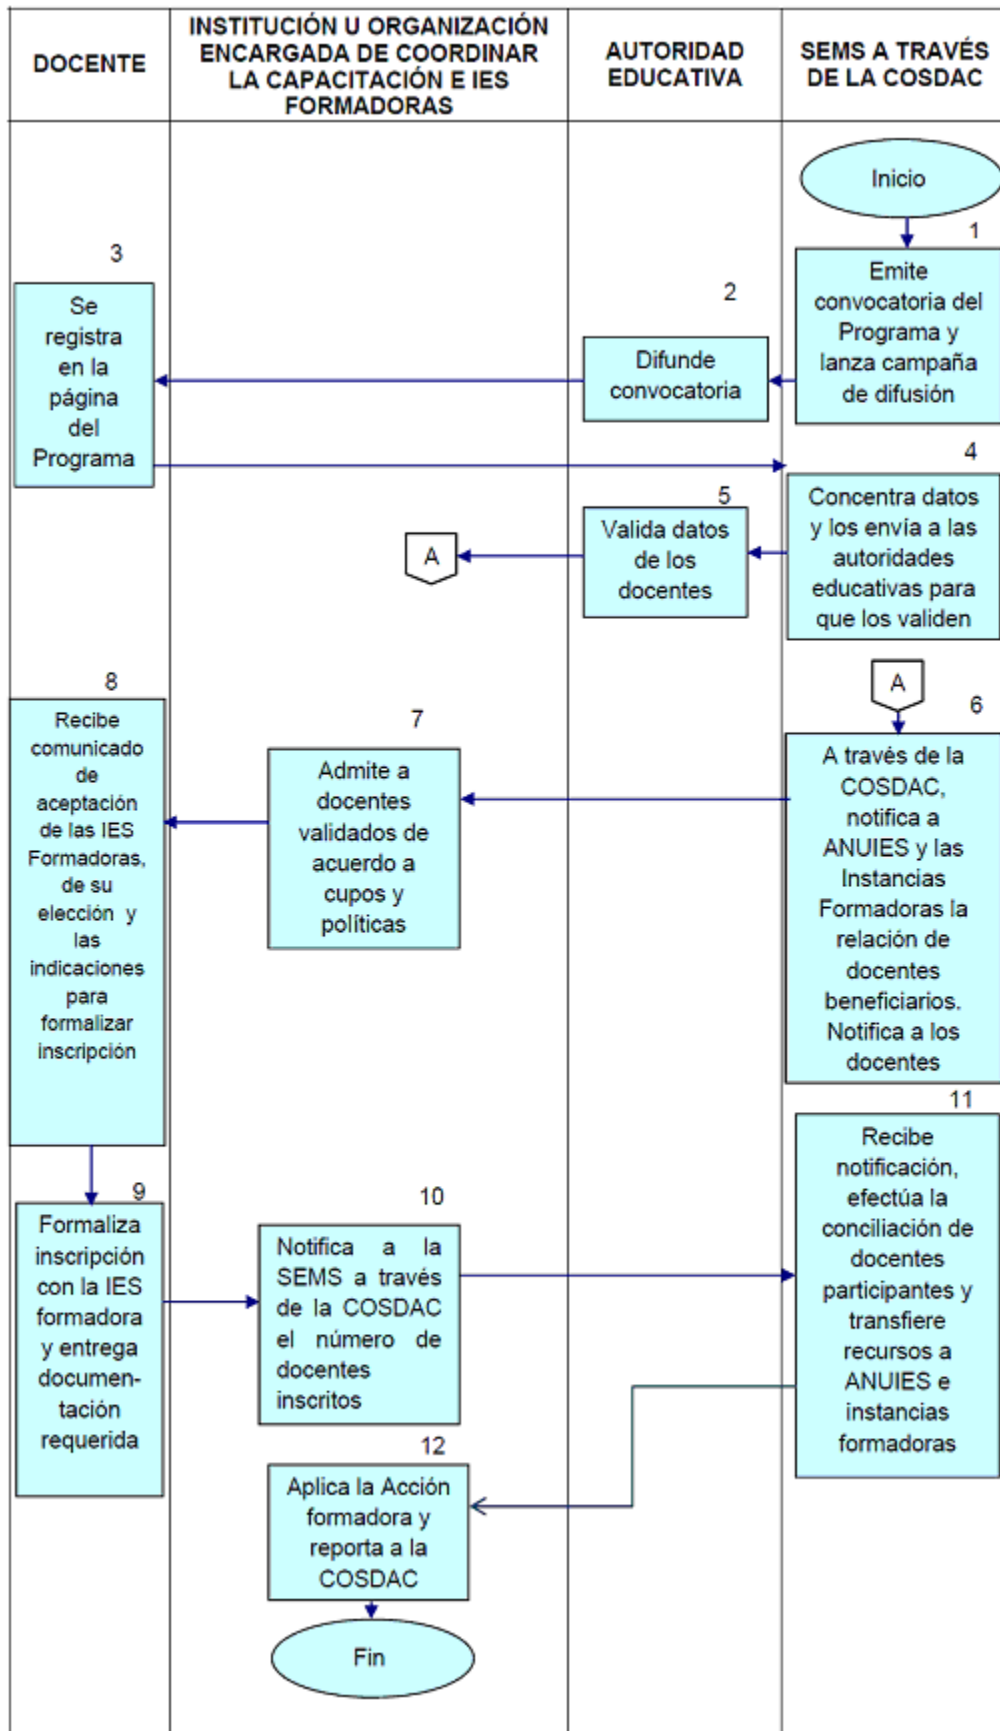 DOCENTE
INSTITUCIÓN U ORGANIZACIÓN
ENCARGADA DE COORDINAR
LA CAPACITACIÓN E IES
FORMADORAS
AUTORIDAD
EDUCATIVA
SEMS A TRAVÉS
DE LA COSDAC
Inicio
1
Emite
convocatoria del
Programa y
lanza campaña
de difusión
2
Difunde
convocatoria
3
Se
registra
en la
página
del
Programa
4
Concentra datos
y los envía a las
autoridades
educativas para
que los validen
5
Valida datos
de los
docentes
A
A
6
A través de la
COSDAC,
notifica a
ANUIES y las
Instancias
Formadoras la
relación de
docentes
beneficiarios.
Notifica a los
docentes
7
Admite a
docentes
validados de
acuerdo a
cupos y
políticas
8
Recibe
comunicado
de
aceptación
de las IES
Formadoras,
de su
elección y
las
indicaciones
para
formalizar
inscripción
9
Formaliza
inscripción
con la IES
formadora
y entrega
documen-
tación
requerida
10
Notifica a la
SEMS a través
de la COSDAC
el número de
docentes
inscritos
11
Recibe
notificación,
efectúa la
conciliación de
docentes
participantes y
transfiere
recursos a
ANUIES e
instancias
formadoras
12
Aplica la Acción
formadora y
reporta a la
COSDAC
Fin